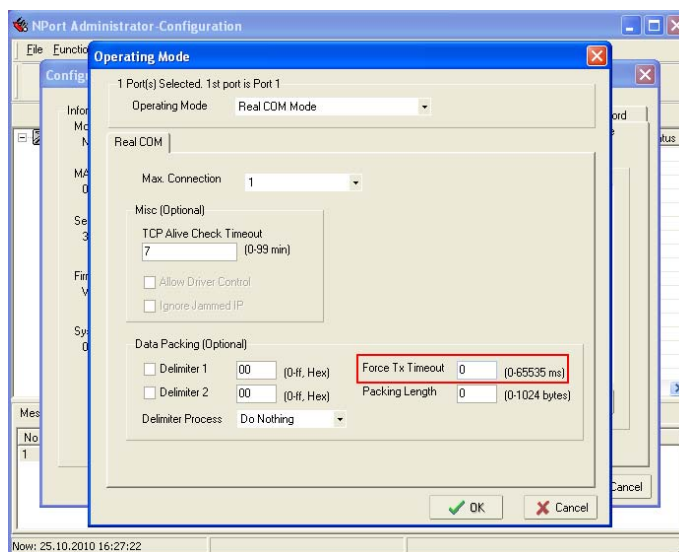 NPort Administrator-Configuration
File Function
Operating Mode
1 Port(s) Selected. 1st port is Port 1
Operating Mode Real COM Mode
Real COM
Max. Connection 1
Misc (Optional)
TCP Alive Check Timeout
7 (0-99 min)
Allow Driver Control
Ignore Jammed IP
Data Packing (Optional)
Delimiter 1 00 (0-ff, Hex) Force Tx Timeout 0 (0-65535 ms)
Delimiter 2 00 (0-ff, Hex) Packing Length 0 (0-1024 bytes)
Delimiter Process Do Nothing
OK Cancel
Cancel
No
1
Now: 25.10.2010 16:27:22